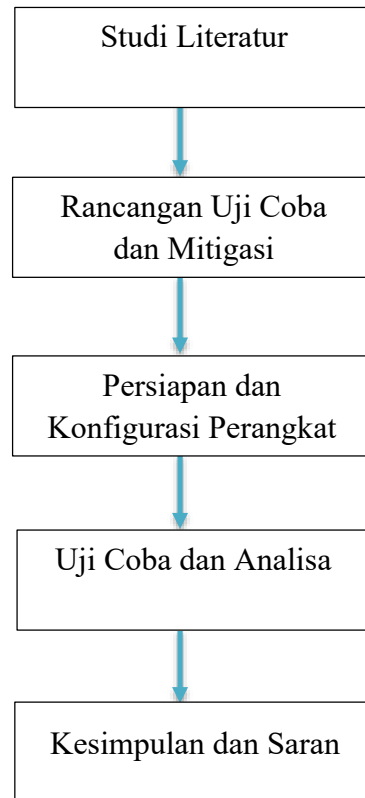 Studi Literatur
Rancangan Uji Coba
dan Mitigasi
Persiapan dan
Konfigurasi Perangkat
Uji Coba dan Analisa
Kesimpulan dan Saran